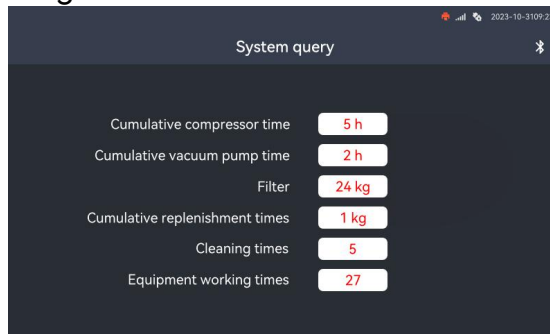 2023-10-3109:2
System query
Cumulative compressor time 5 h
Cumulative vacuum pump time 2 h
Filter 24 kg
Cumulative replenishment times 1 kg
Cleaning times 5
Equipment working times 27